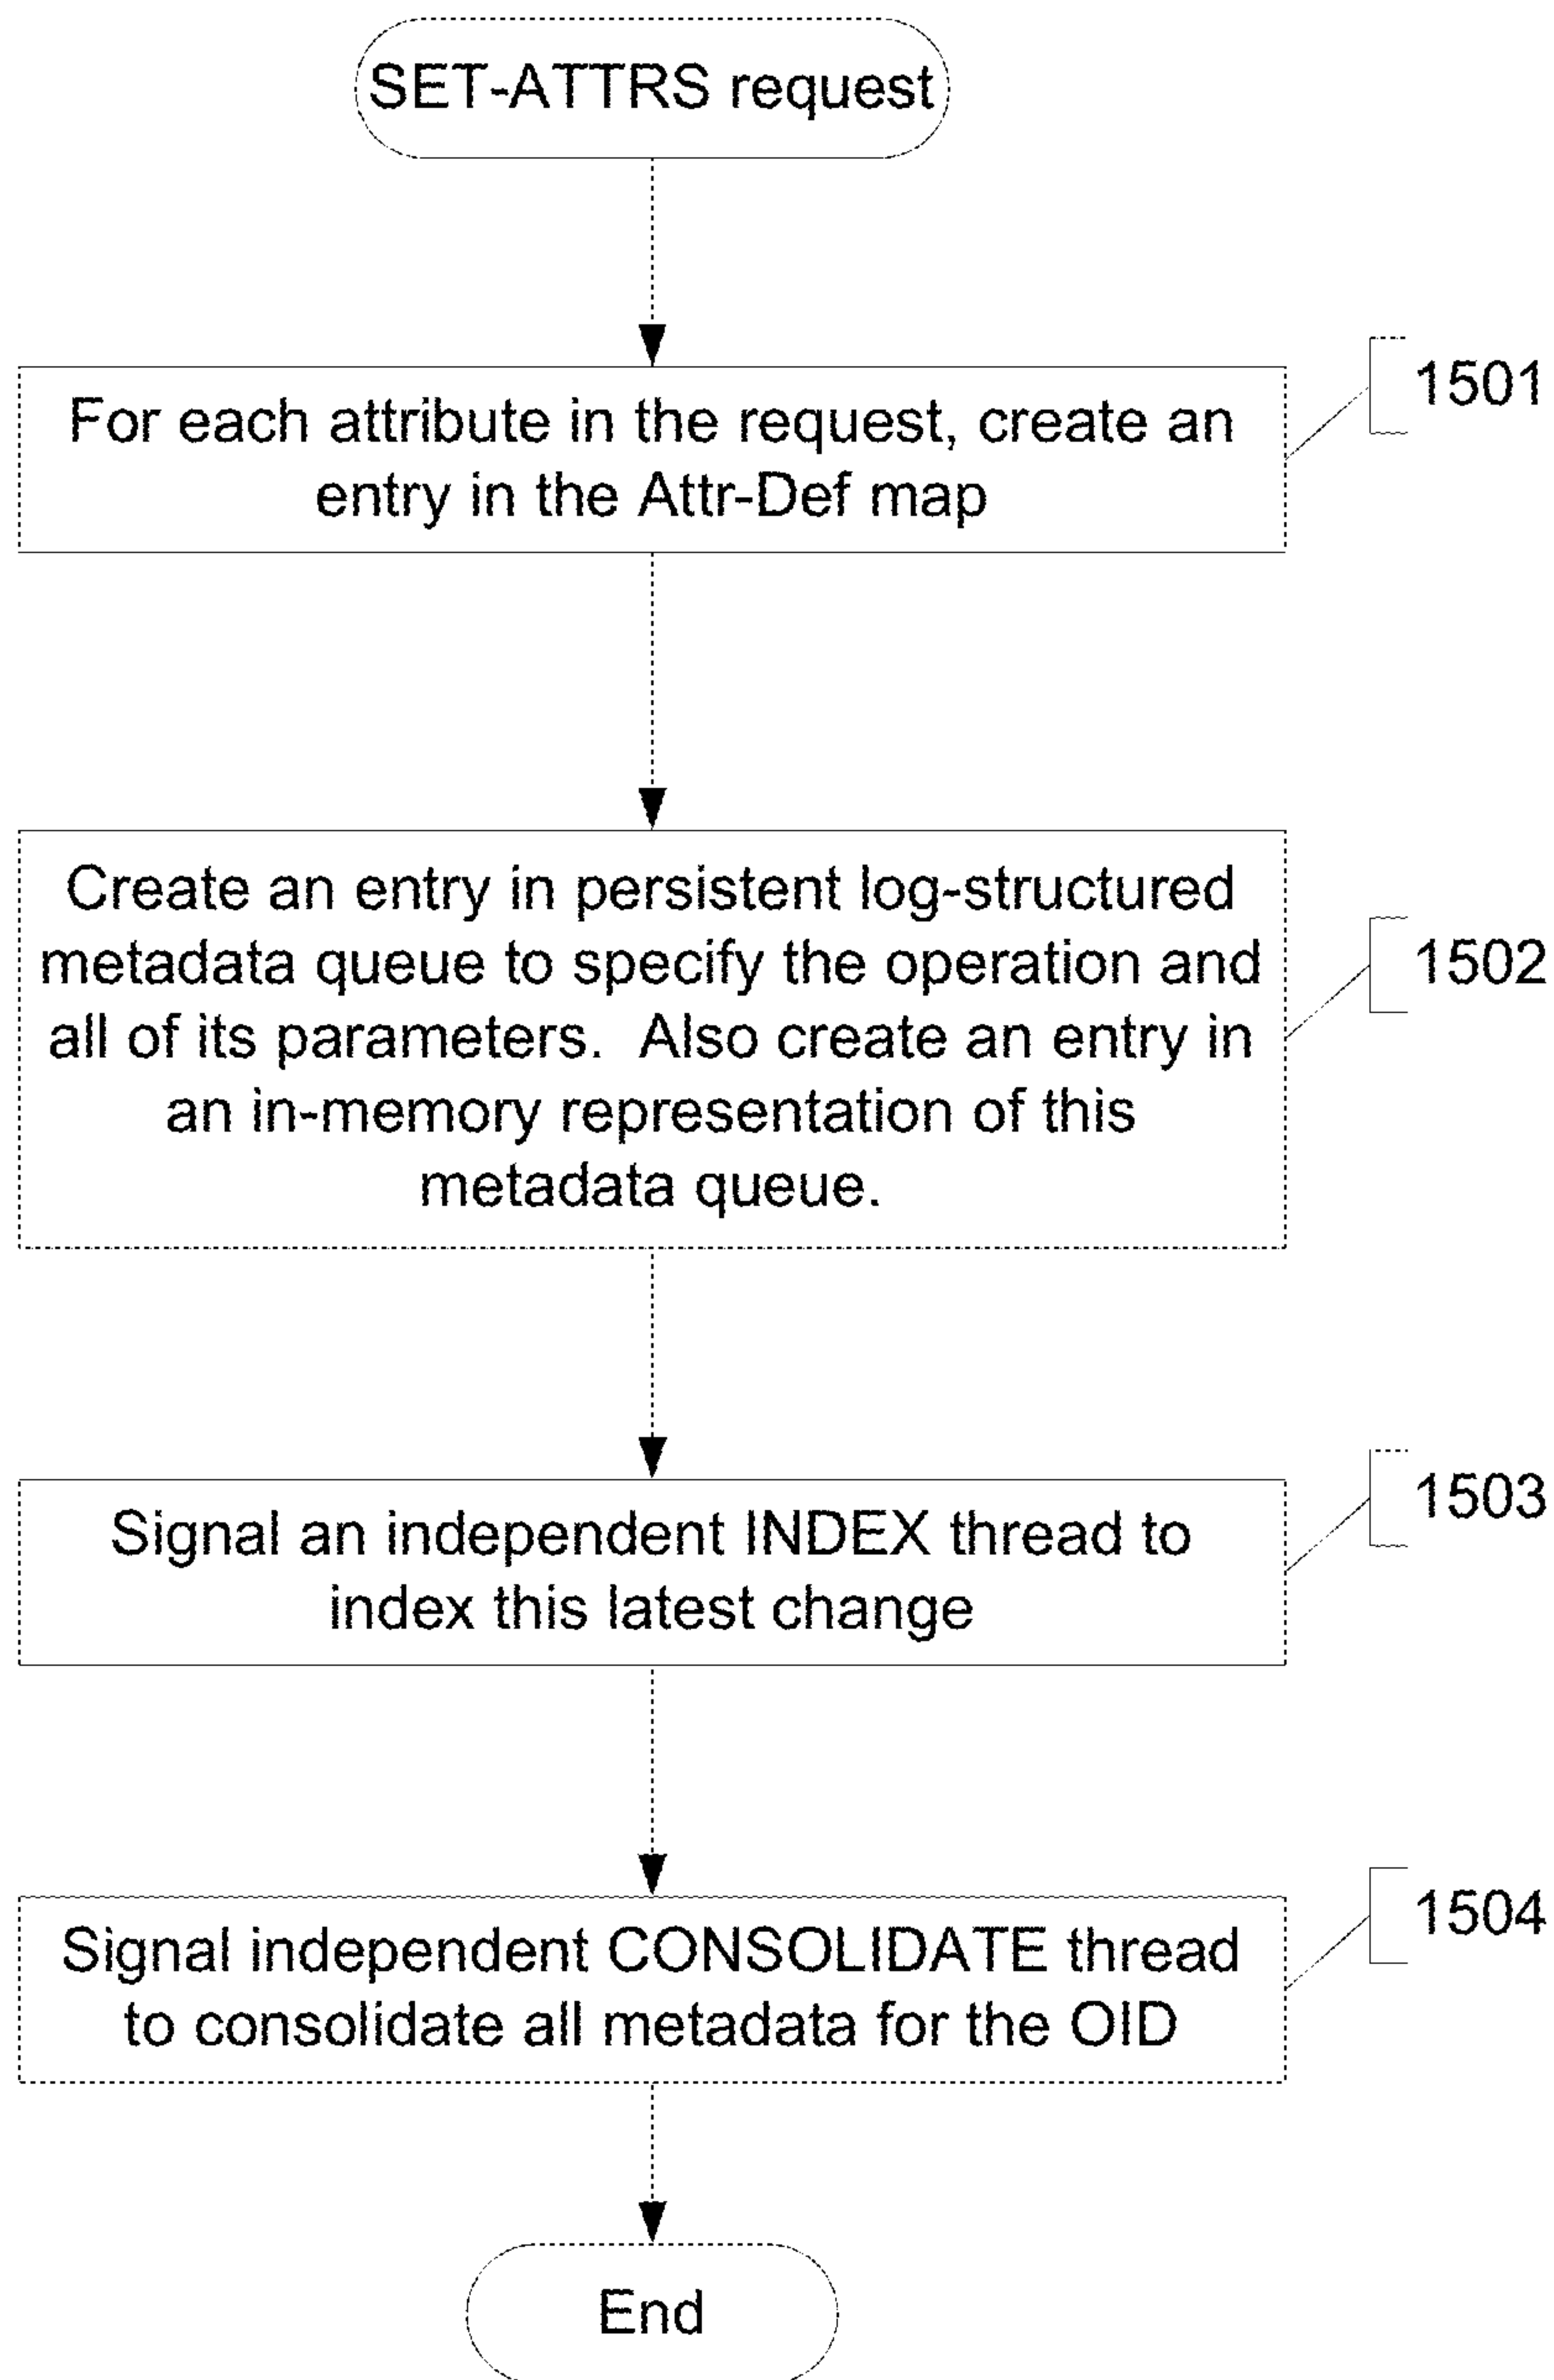 SET-ATTRS request
For each attribute in the request, create an
entry in the Attr-Def map
1501
Create an entry in persistent log-structured
metadata queue to specify the operation and
all of its parameters.  Also create an entry in
an in-memory representation of this
metadata queue.
1502
Signal an independent INDEX thread to
index this latest change
1503
Signal independent CONSOLIDATE thread
to consolidate all metadata for the OID
1504
End